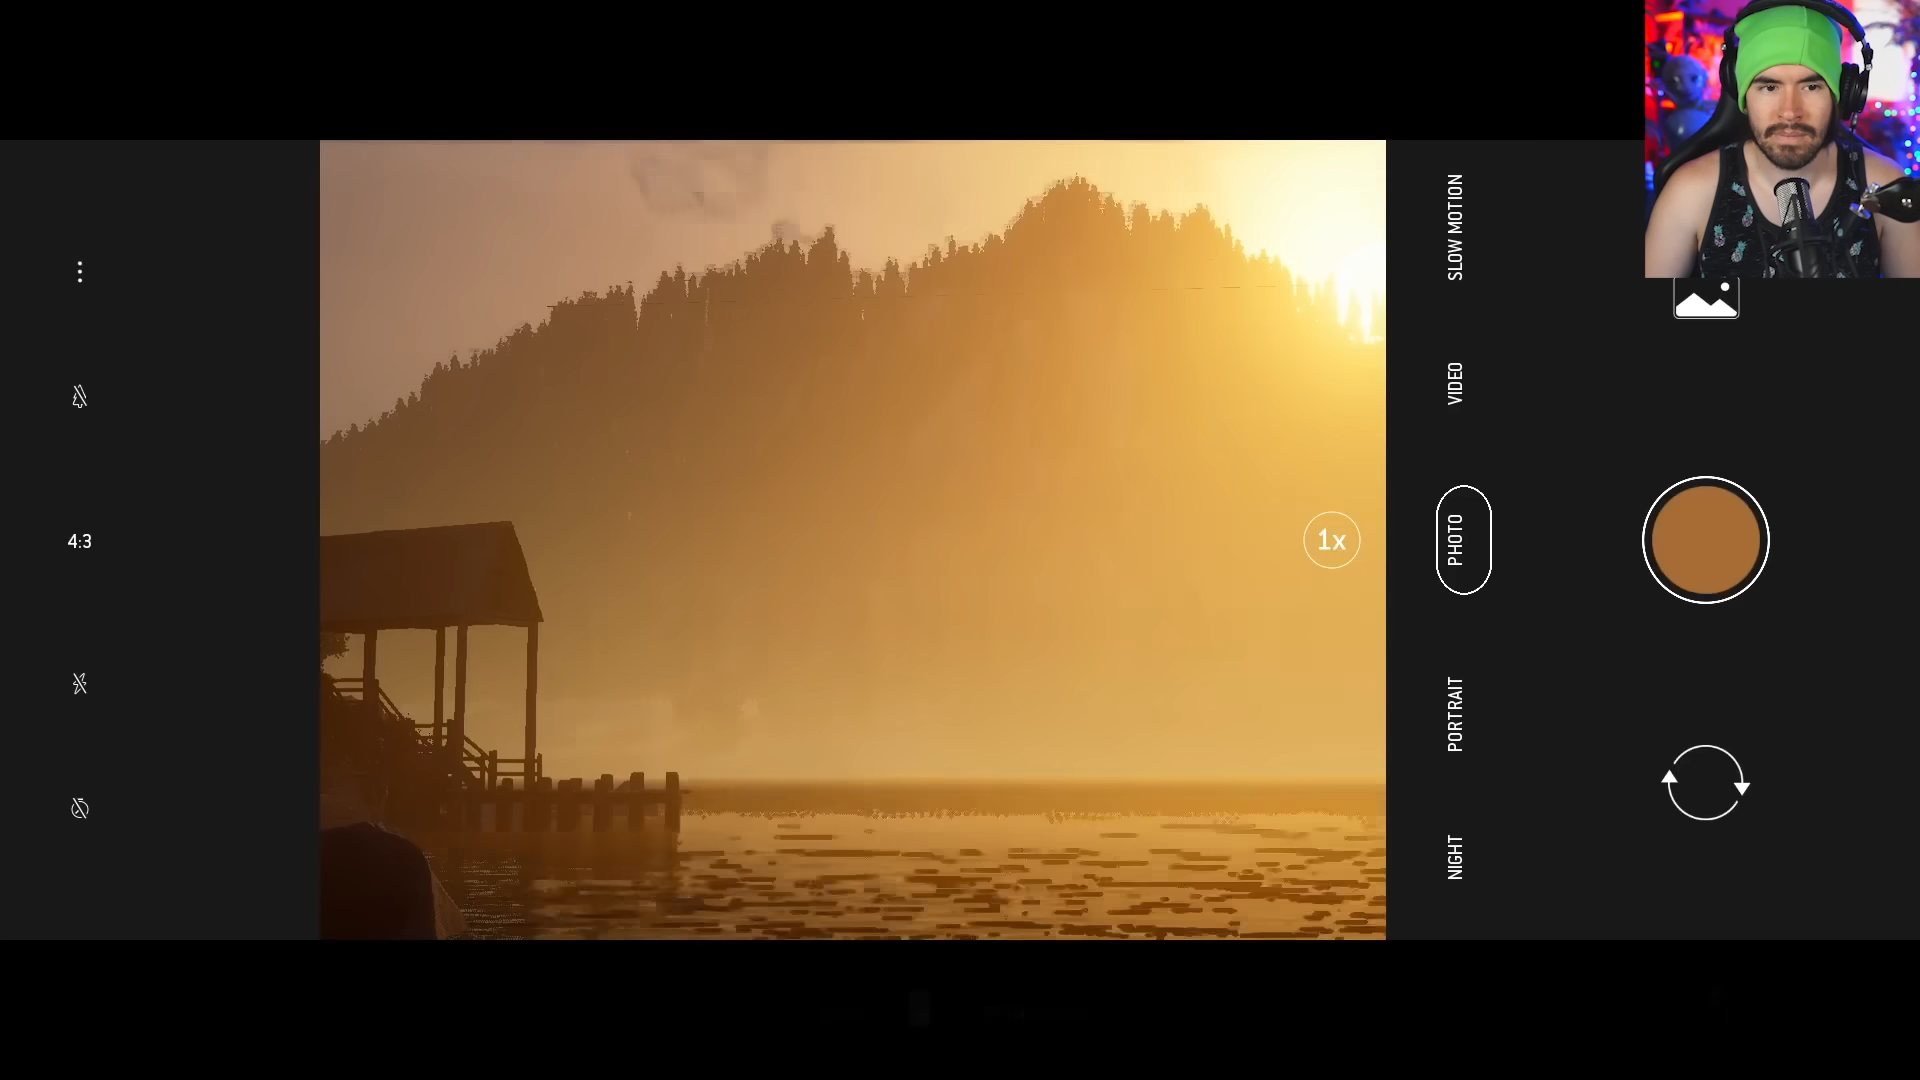 4:3
1x
SLOW MOTION
VIDEO
PHOTO
PORTRAIT
NIGHT